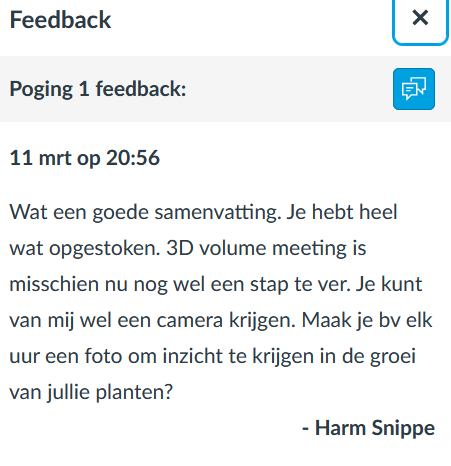 Feedback
Poging 1 feedback:
11 mrt op 20:56
Wat een goede samenvatting. Je hebt heel
wat opgestoken. 3D volume meeting is
misschien nu nog wel een stap te ver. Je kunt
van mij wel een camera krijgen. Maak je bv elk
uur een foto om inzicht te krijgen in de groei
van jullie planten?
- Harm Snippe